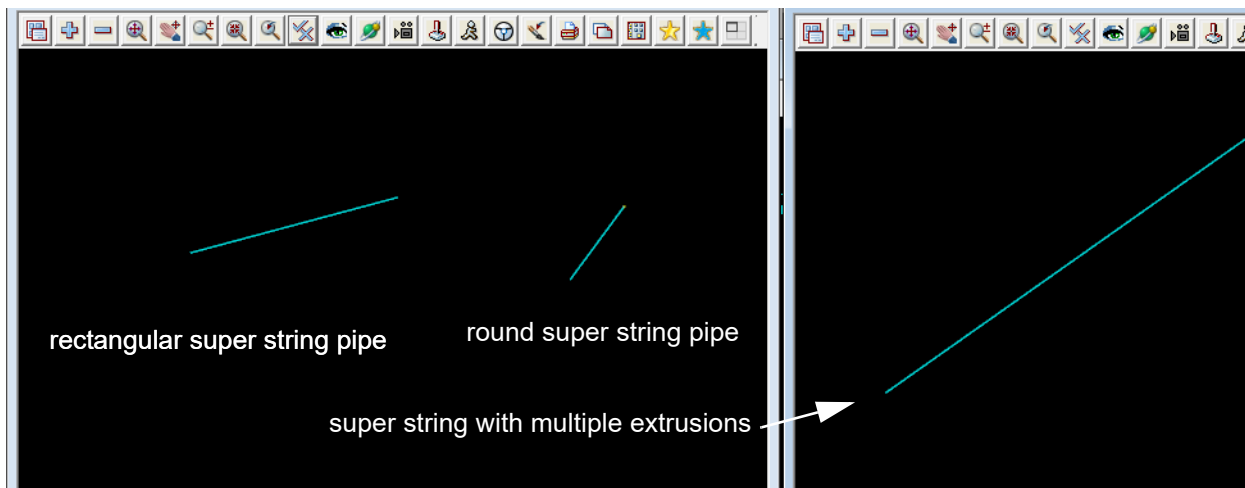 rectangular super string pipe
round super string pipe
super string with multiple extrusions